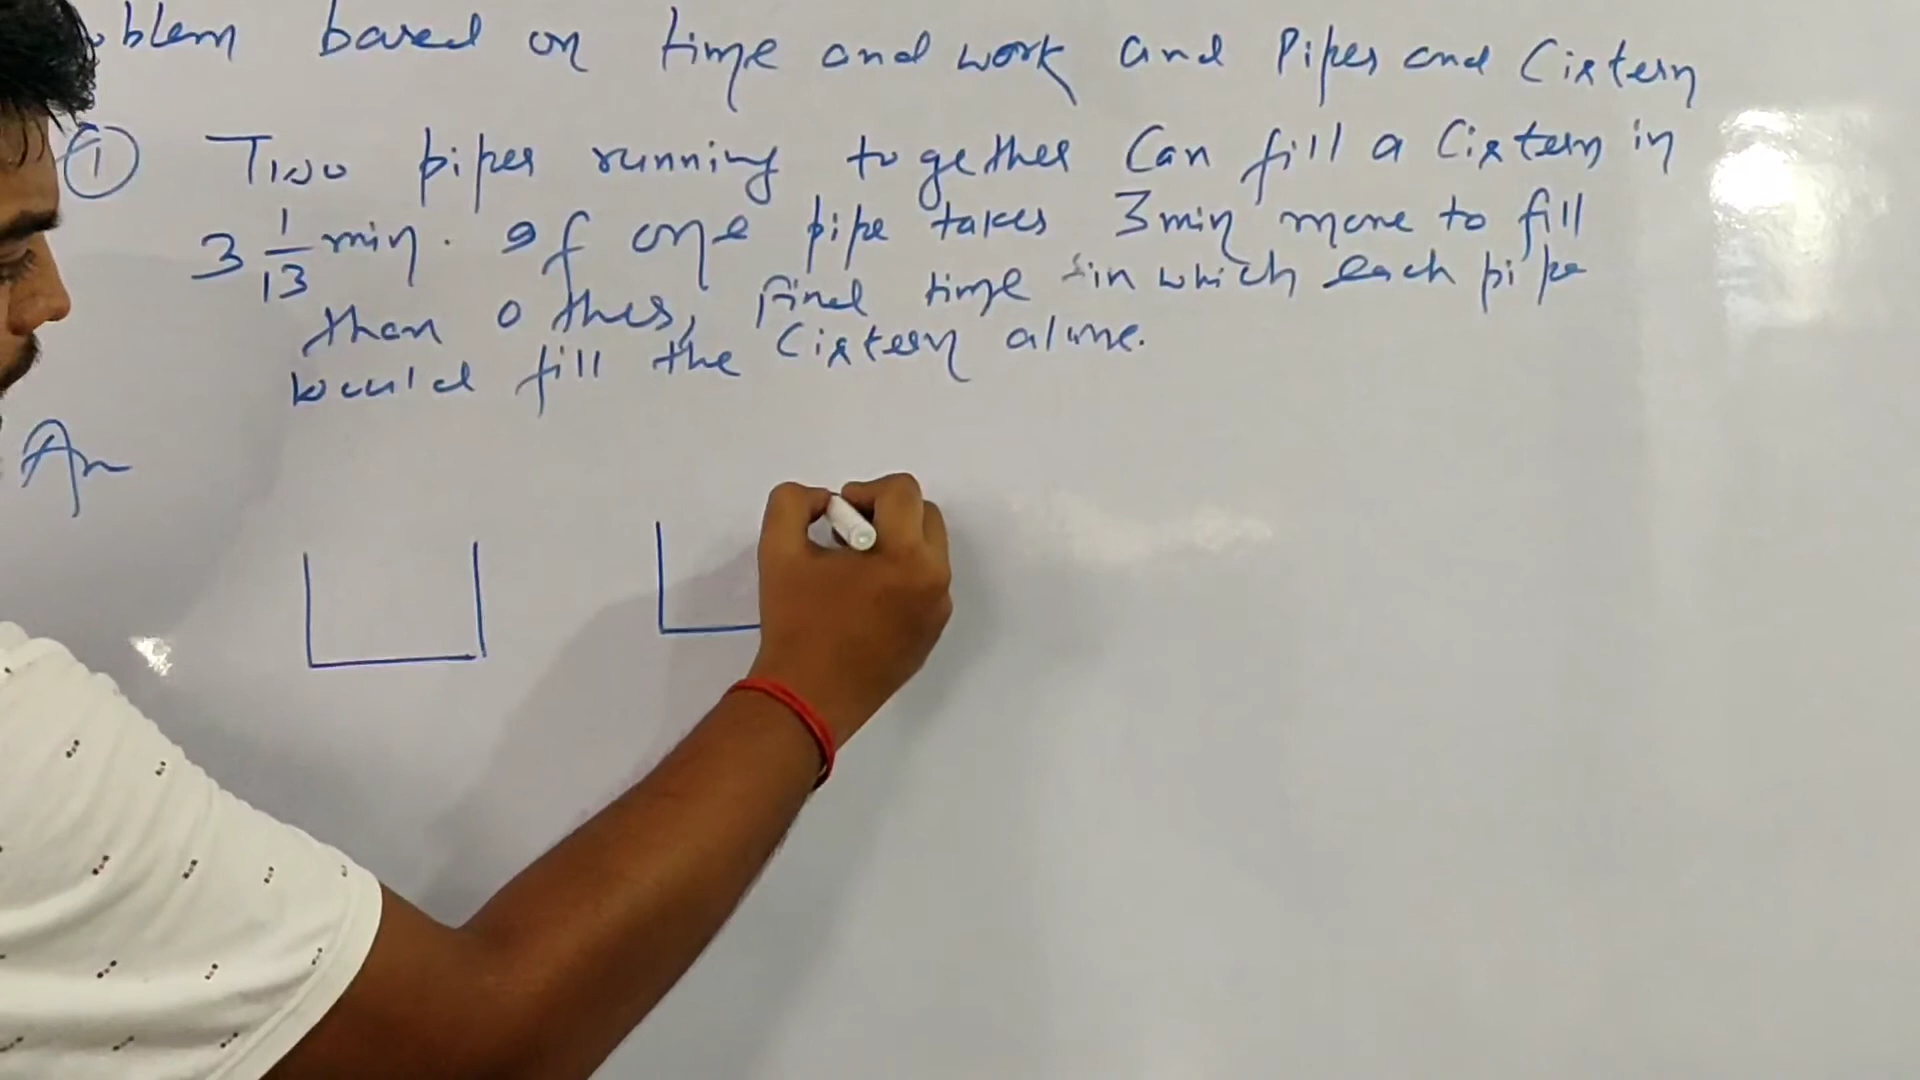 blem based on time and work and Pipes and Cistern
① Two pipes running together Can fill a Cistern in
3 1/13 min. If one pipe takes 3 min more to fill
than other, find time in which each pipe
would fill the Cistern alone.
An